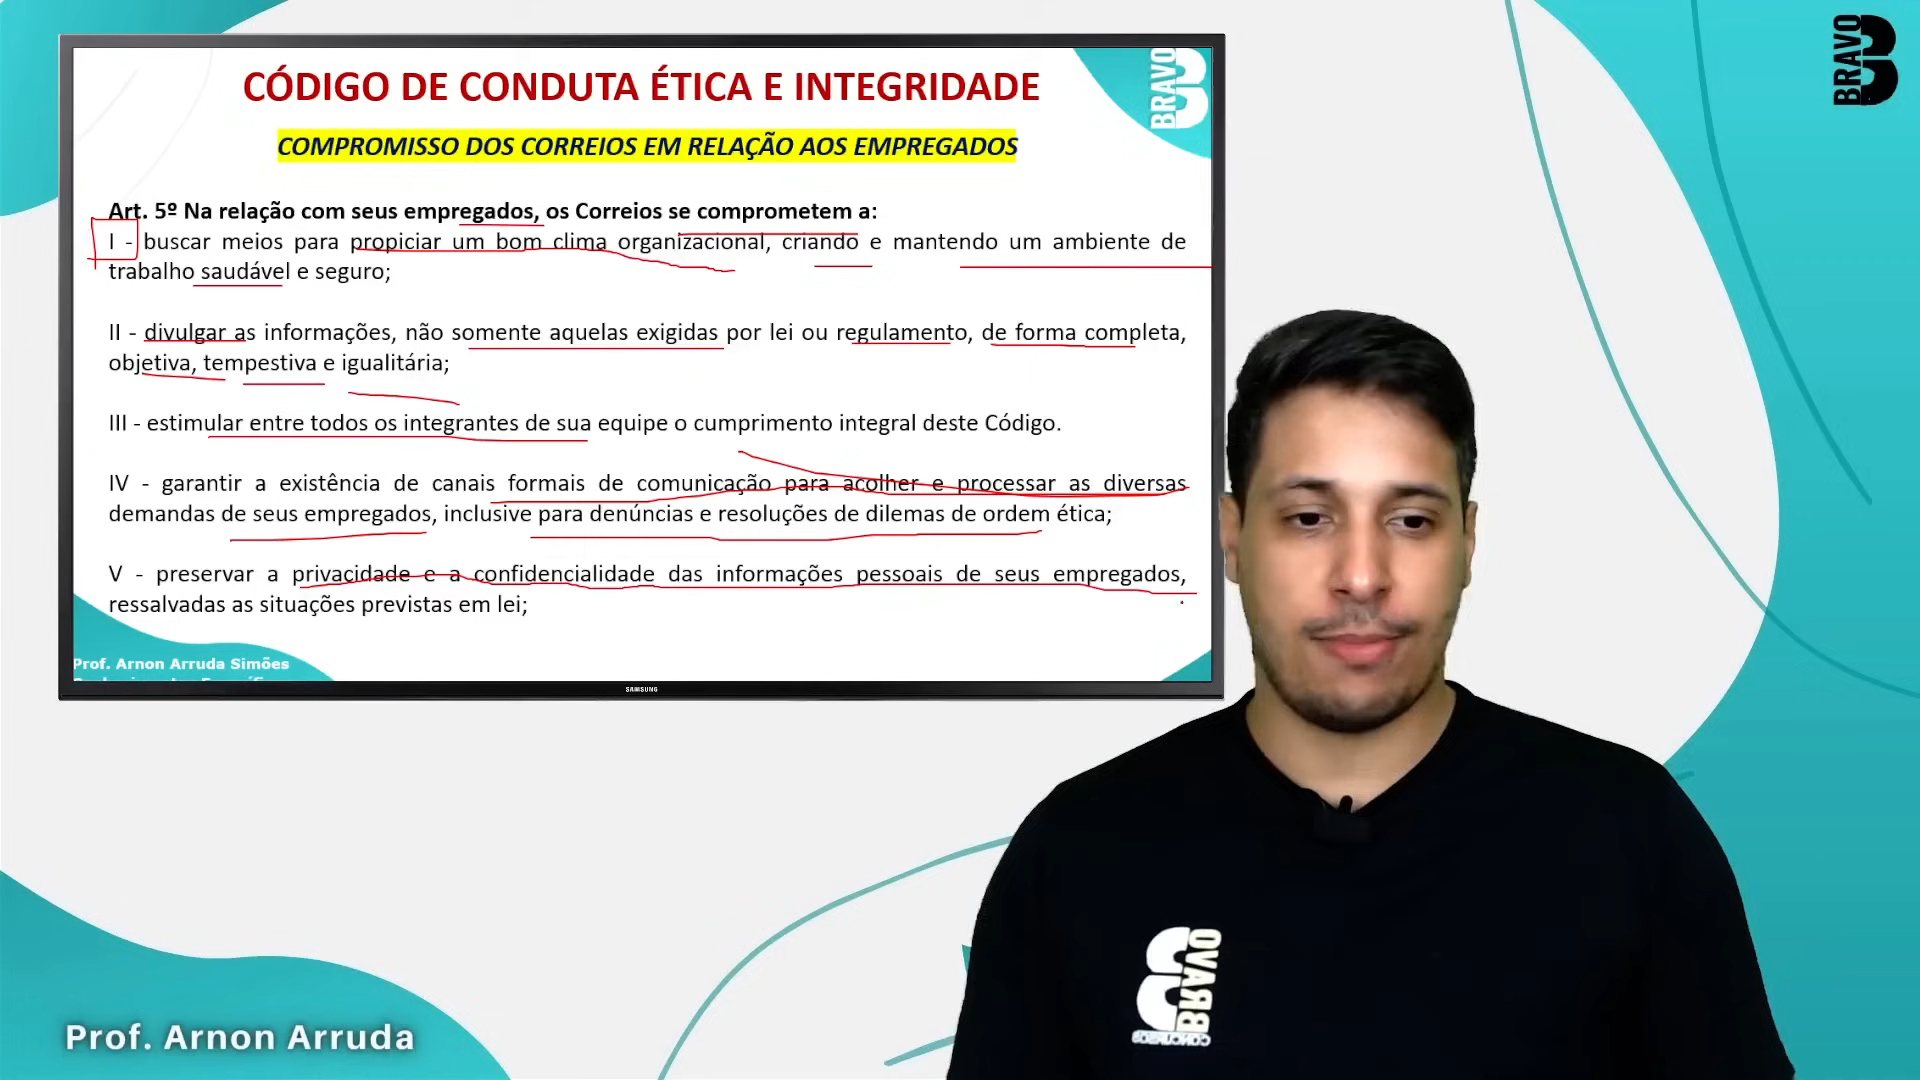 BRAVO
CÓDIGO DE CONDUTA ÉTICA E INTEGRIDADE
BRAVO
COMPROMISSO DOS CORREIOS EM RELAÇÃO AOS EMPREGADOS
Art. 5º Na relação com seus empregados, os Correios se comprometem a:
I - buscar meios para propiciar um bom clima organizacional, criando e mantendo um ambiente de
trabalho saudável e seguro;
II - divulgar as informações, não somente aquelas exigidas por lei ou regulamento, de forma completa,
objetiva, tempestiva e igualitária;
III - estimular entre todos os integrantes de sua equipe o cumprimento integral deste Código.
IV - garantir a existência de canais formais de comunicação para acolher e processar as diversas
demandas de seus empregados, inclusive para denúncias e resoluções de dilemas de ordem ética;
V - preservar a privacidade e a confidencialidade das informações pessoais de seus empregados,
ressalvadas as situações previstas em lei;
Prof. Arnon Arruda Simões
SAMSUNG
BRAVO
CONCURSOS
Prof. Arnon Arruda